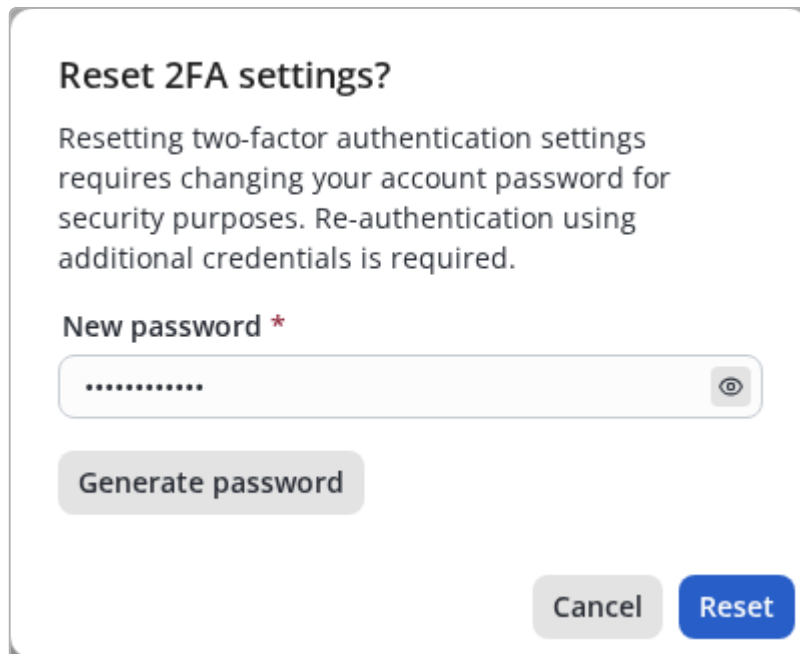 Reset 2FA settings?
Resetting two-factor authentication settings
requires changing your account password for
security purposes. Re-authentication using
additional credentials is required.
New password *
••••••••••••
Generate password
Cancel
Reset